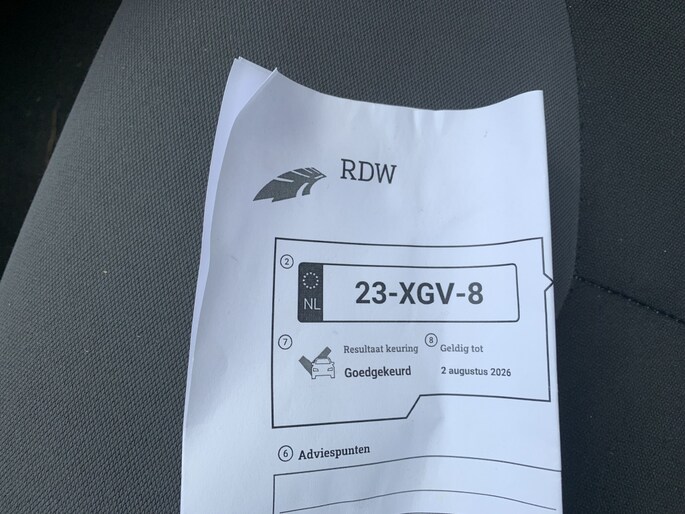 RDW
2
NL
23-XGV-8
7 Resultaat keuring 8 Geldig tot
Goedgekeurd 2 augustus 2026
6 Adviespunten